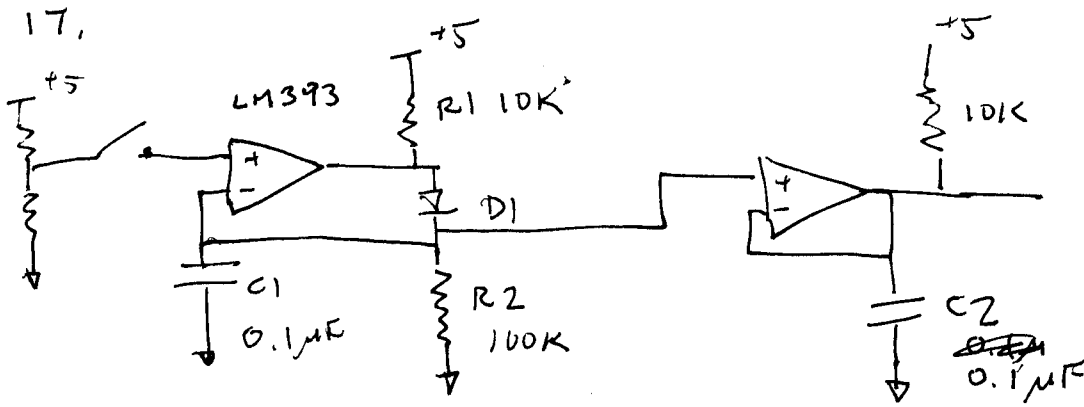 17.
+5
LM393
+
-
+5
R1 10K
D1
C1
0.1µF
R2
100K
+
-
+5
10K
C2
0.1µF